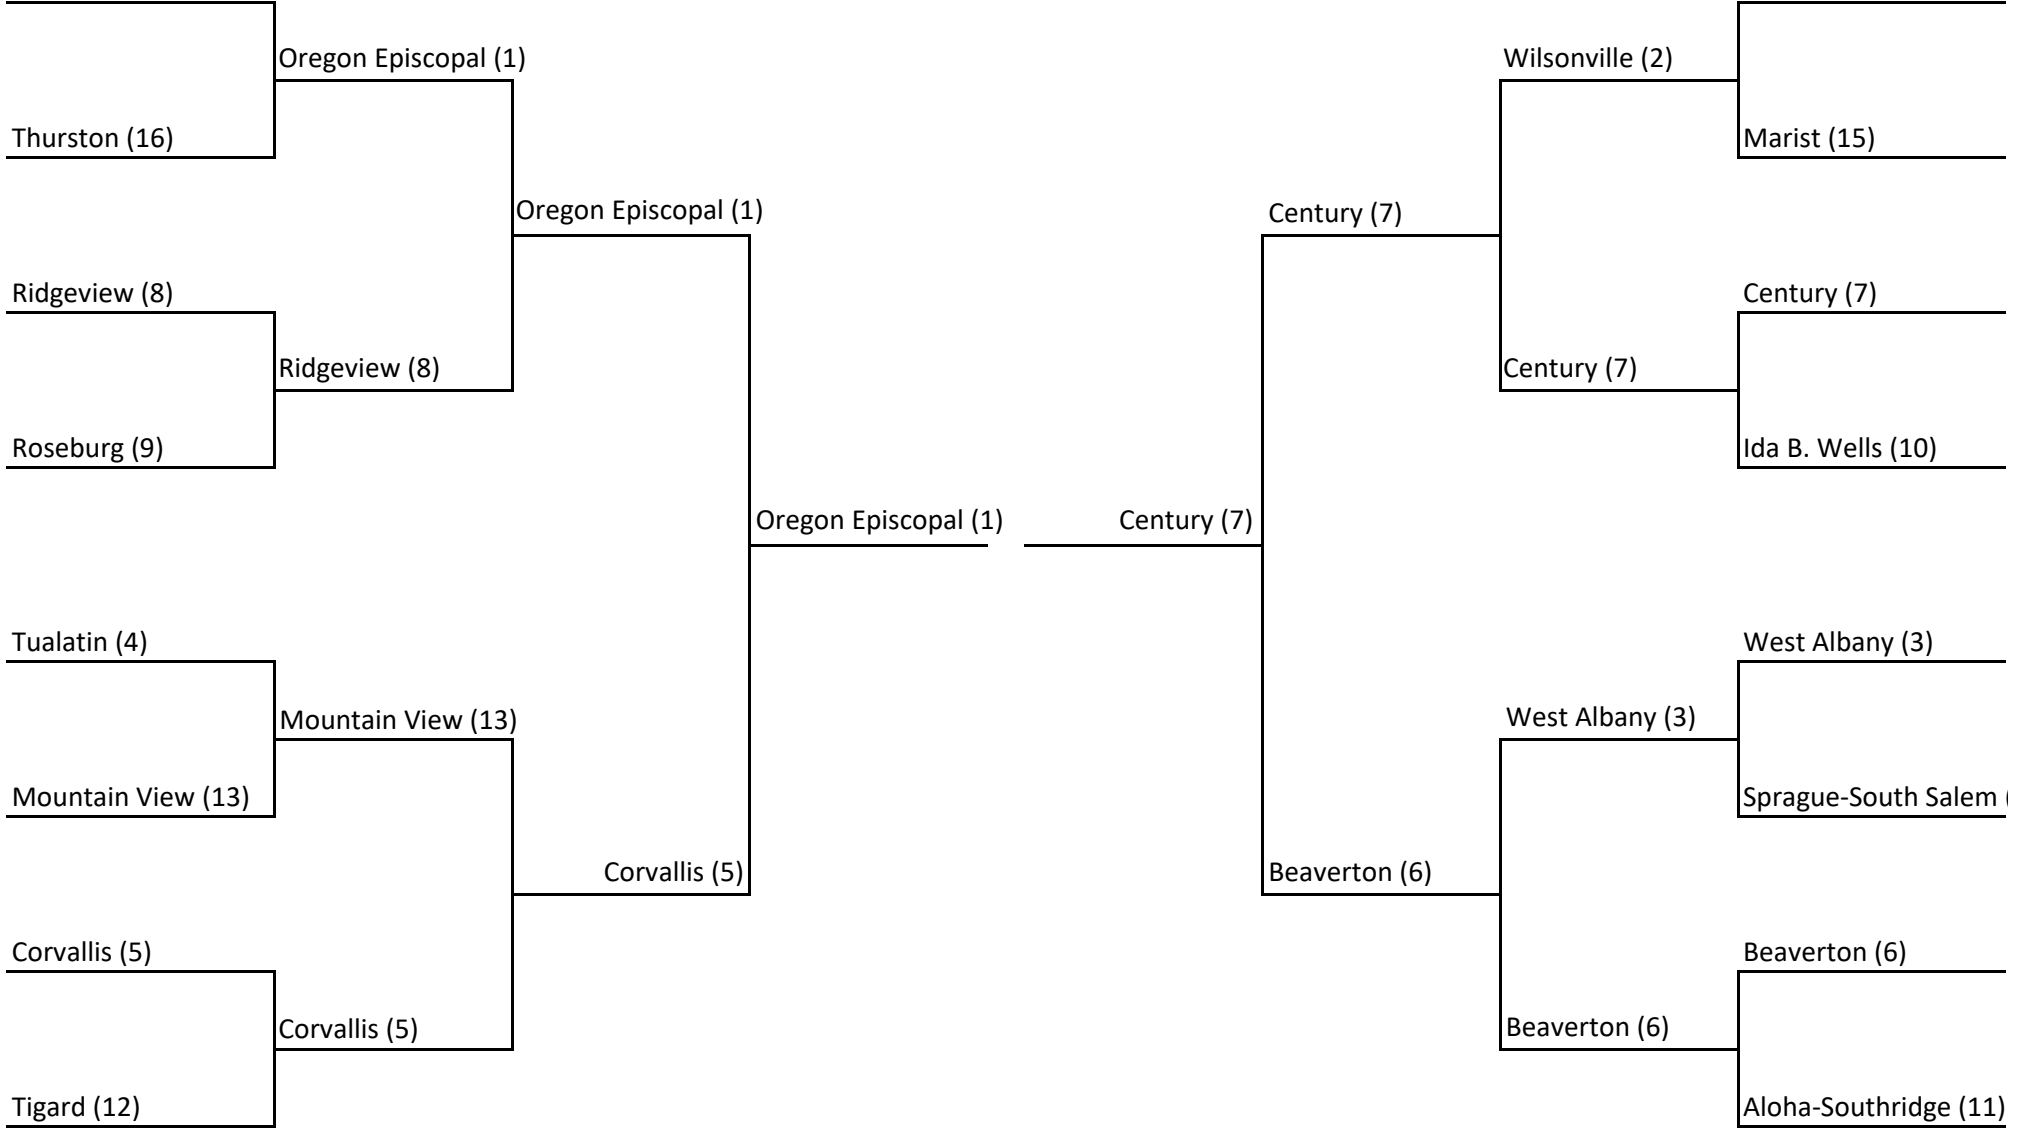 Oregon Episcopal (1)
Thurston (16)
Oregon Episcopal (1)
Ridgeview (8)
Ridgeview (8)
Roseburg (9)
Oregon Episcopal (1)
Tualatin (4)
Mountain View (13)
Mountain View (13)
Corvallis (5)
Corvallis (5)
Corvallis (5)
Tigard (12)
Wilsonville (2)
Marist (15)
Century (7)
Century (7)
Century (7)
Ida B. Wells (10)
Century (7)
West Albany (3)
West Albany (3)
Sprague-South Salem (
Beaverton (6)
Beaverton (6)
Beaverton (6)
Aloha-Southridge (11)